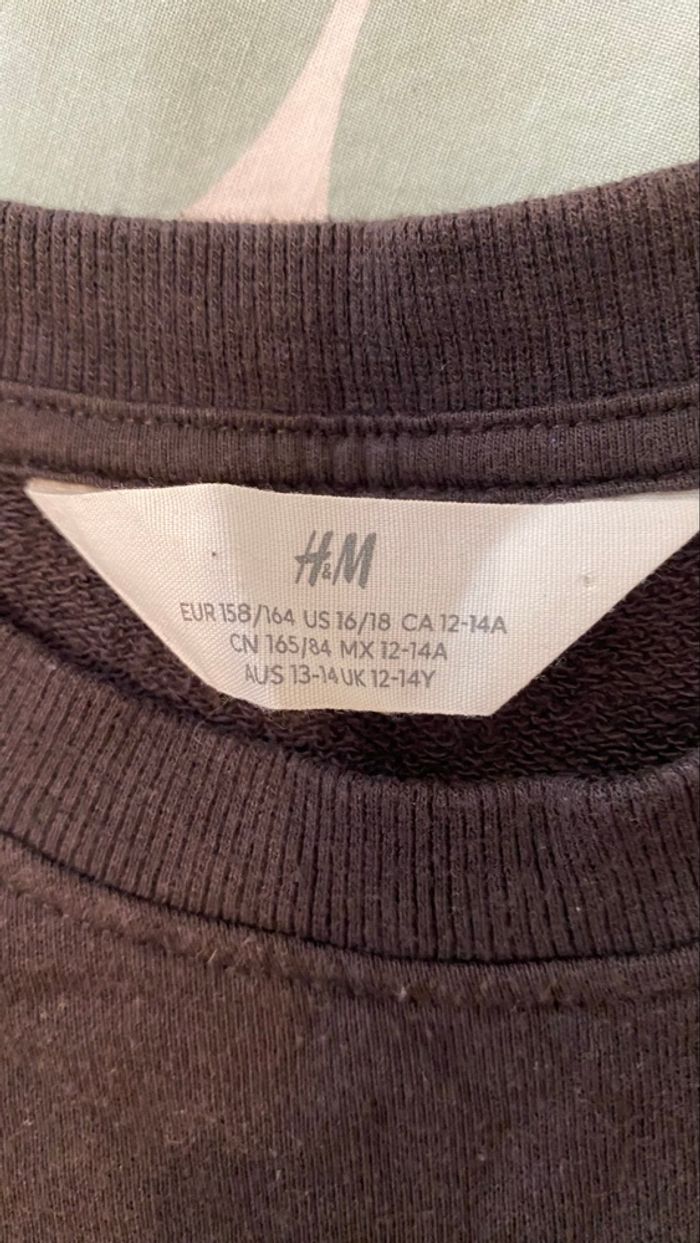 H&M
EUR 158/164 US 16/18 CA 12-14A
CN 165/84 MX 12-14A
AUS 13-14 UK 12-14Y